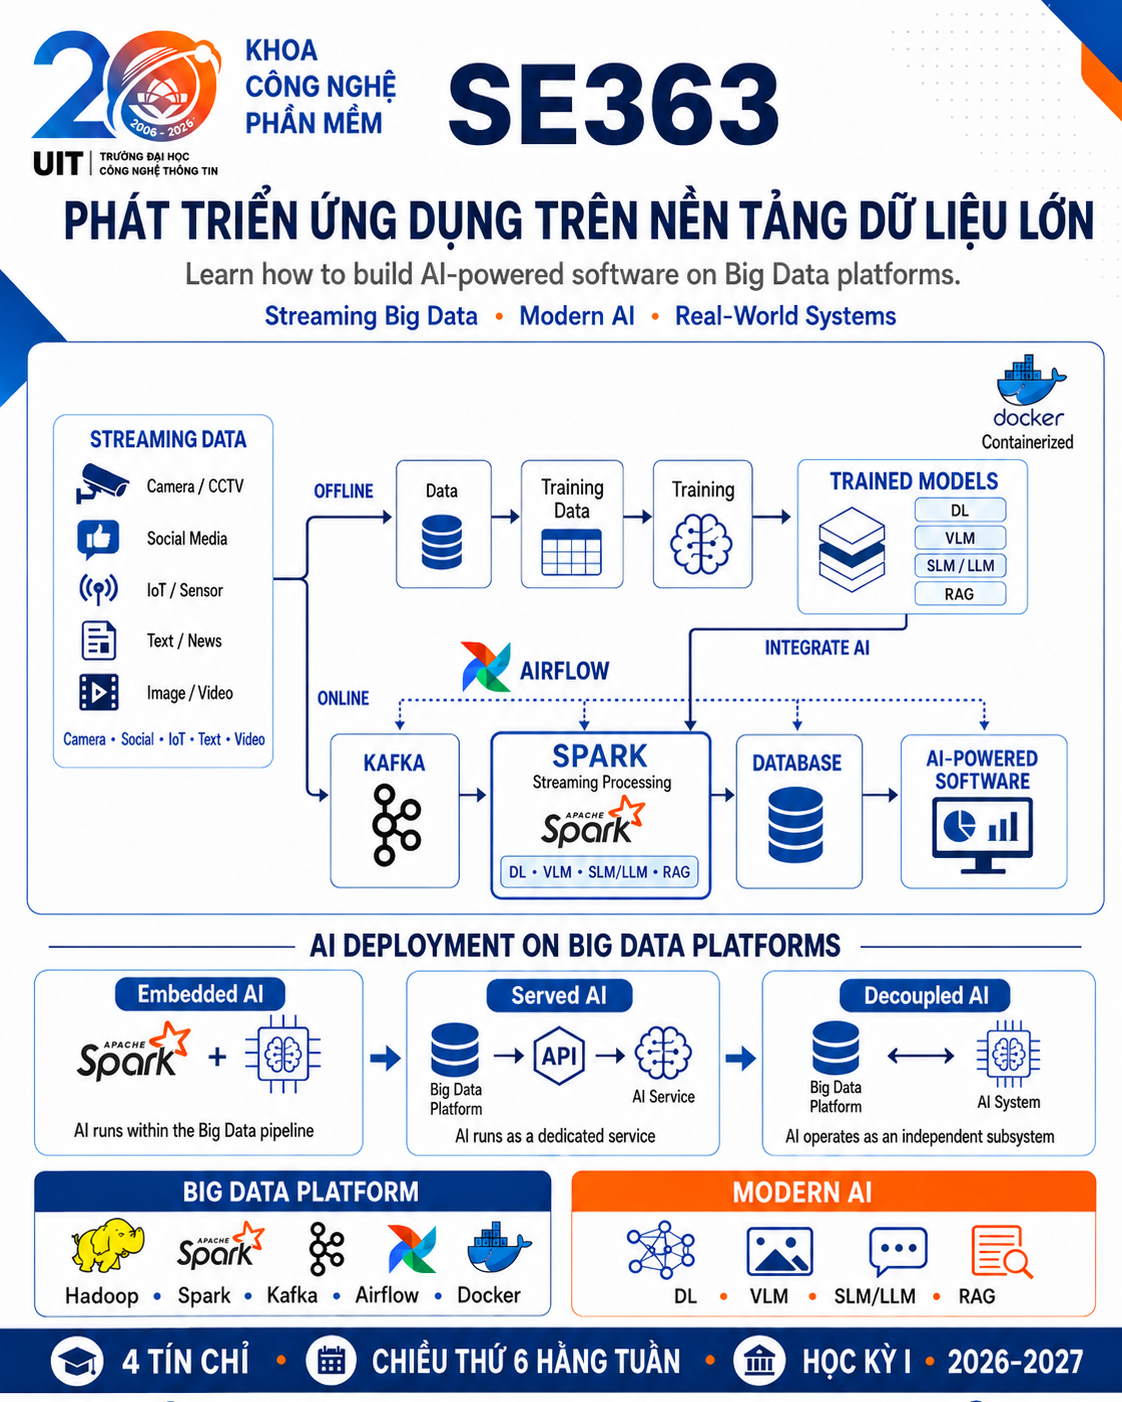 20
2006 - 2026
UIT
TRƯỜNG ĐẠI HỌC
CÔNG NGHỆ THÔNG TIN
KHOA
CÔNG NGHỆ
PHẦN MỀM
SE363
PHÁT TRIỂN ỨNG DỤNG TRÊN NỀN TẢNG DỮ LIỆU LỚN
Learn how to build AI-powered software on Big Data platforms.
Streaming Big Data • Modern AI • Real-World Systems
docker
Containerized
STREAMING DATA
Camera / CCTV
Social Media
IoT / Sensor
Text / News
Image / Video
Camera • Social • IoT • Text • Video
OFFLINE
Data
Training
Data
Training
TRAINED MODELS
DL
VLM
SLM / LLM
RAG
INTEGRATE AI
AIRFLOW
ONLINE
KAFKA
SPARK
Streaming Processing
APACHE
Spark
DL • VLM • SLM/LLM • RAG
DATABASE
AI-POWERED
SOFTWARE
AI DEPLOYMENT ON BIG DATA PLATFORMS
Embedded AI
APACHE
Spark
+
AI runs within the Big Data pipeline
Served AI
API
Big Data
Platform
AI Service
AI runs as a dedicated service
Decoupled AI
Big Data
Platform
AI System
AI operates as an independent subsystem
BIG DATA PLATFORM
APACHE
Spark
Hadoop • Spark • Kafka • Airflow • Docker
MODERN AI
DL • VLM • SLM/LLM • RAG
4 TÍN CHỈ • CHIỀU THỨ 6 HẰNG TUẦN • HỌC KỲ I • 2026-2027